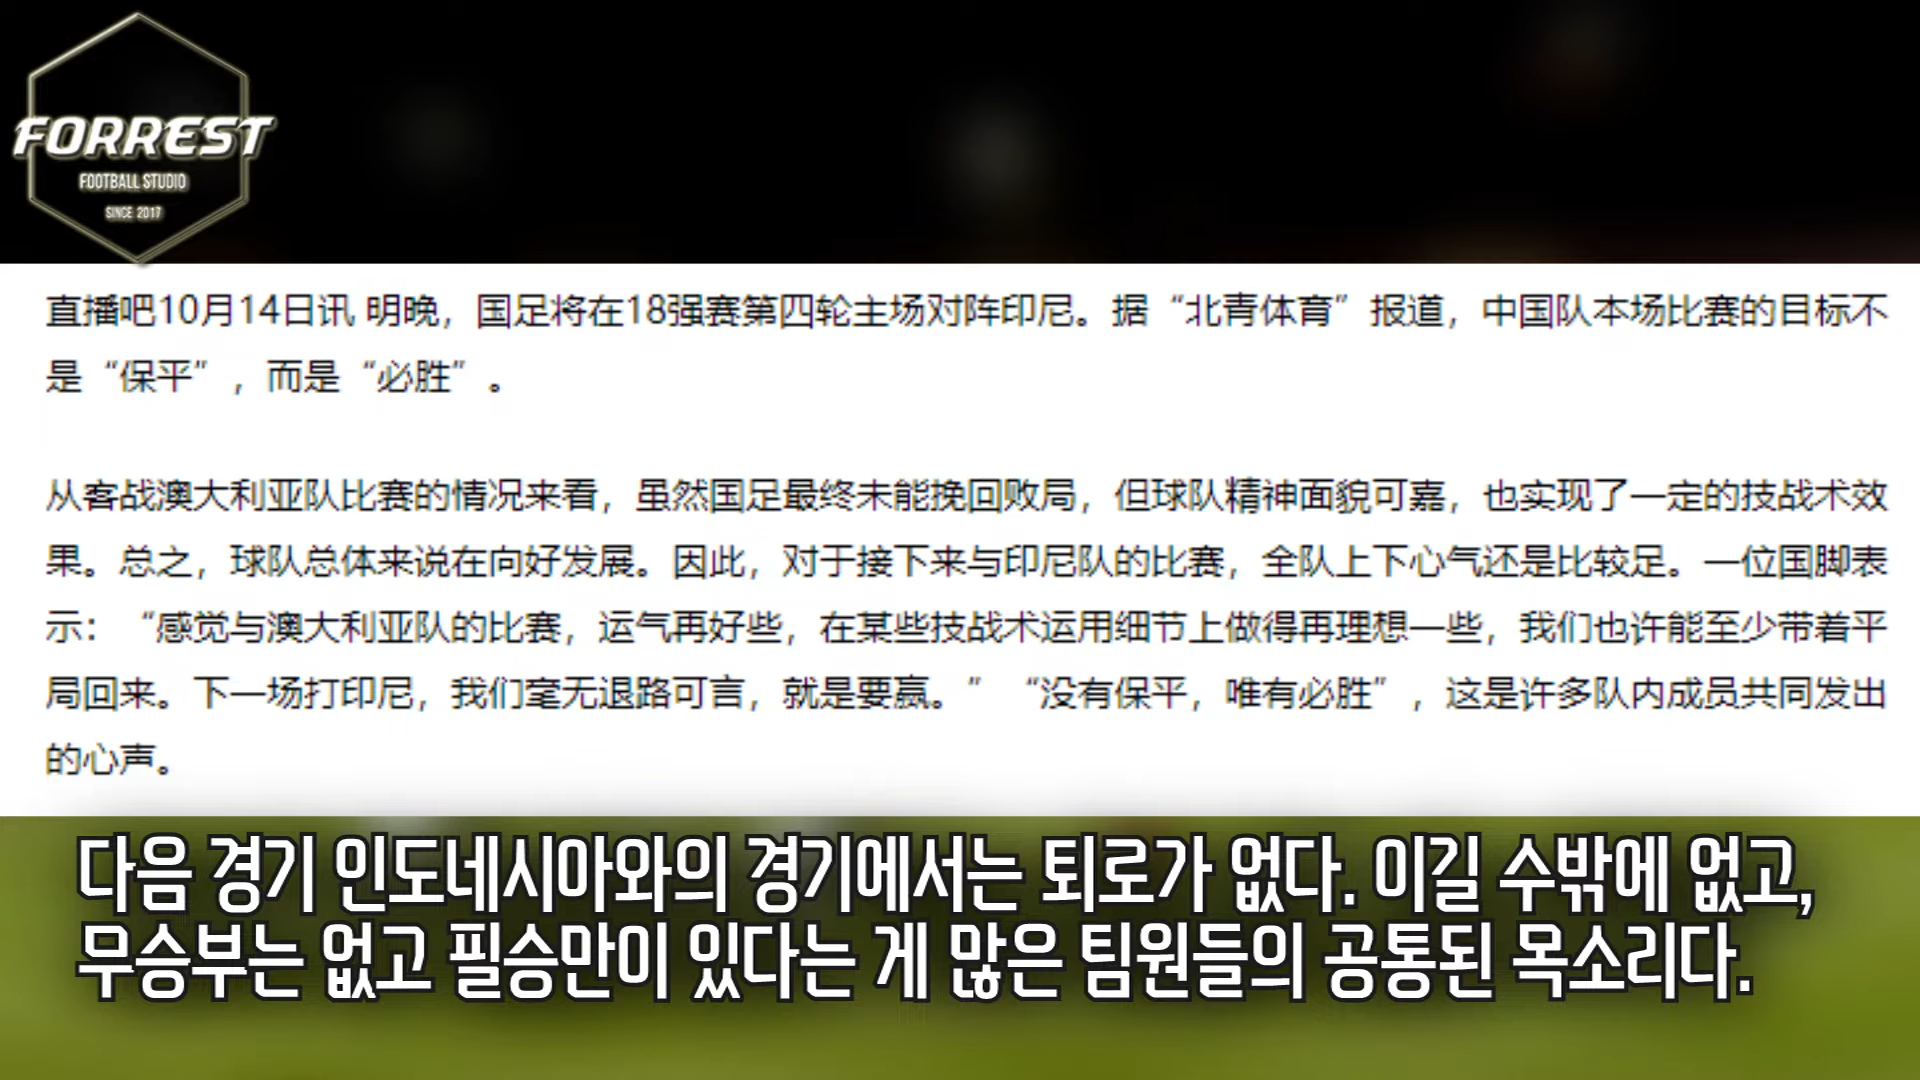 FORREST
FOOTBALL STUDIO
SINCE 2017
直播吧10月14日讯 明晚，国足将在18强赛第四轮主场对阵印尼。据“北青体育”报道，中国队本场比赛的目标不
是“保平”，而是“必胜”。
从客战澳大利亚队比赛的情况来看，虽然国足最终未能挽回败局，但球队精神面貌可嘉，也实现了一定的技战术效
果。总之，球队总体来说在向好发展。因此，对于接下来与印尼队的比赛，全队上下心气还是比较足。一位国脚表
示：“感觉与澳大利亚队的比赛，运气再好些，在某些技战术运用细节上做得再理想一些，我们也许能至少带着平
局回来。下一场打印尼，我们毫无退路可言，就是要赢。”“没有保平，唯有必胜”，这是许多队内成员共同发出
的心声。
다음 경기 인도네시아와의 경기에서는 퇴로가 없다. 이길 수밖에 없고,
무승부는 없고 필승만이 있다는 게 많은 팀원들의 공통된 목소리다.